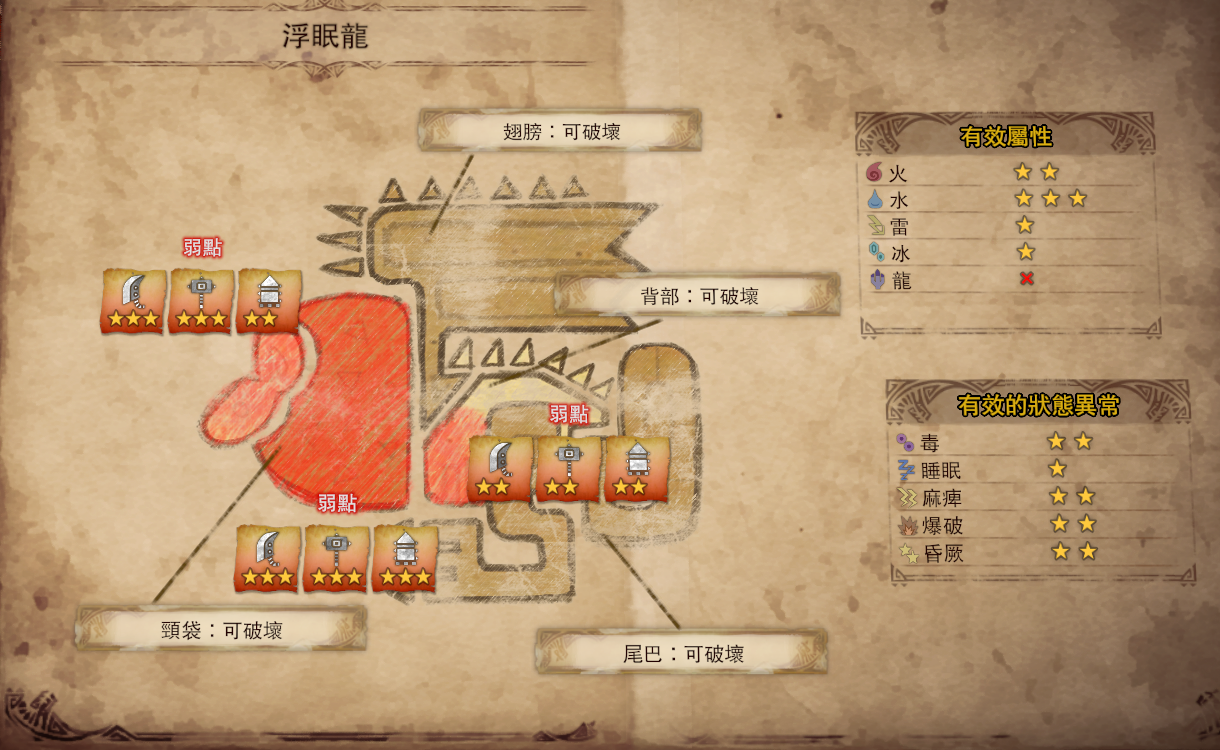 浮眠龍
翅膀：可破壞
有效屬性
火
水
雷
冰
龍
弱點
背部：可破壞
弱點
有效的狀態異常
毒
睡眠
麻痺
爆破
昏厥
弱點
頸袋：可破壞
尾巴：可破壞